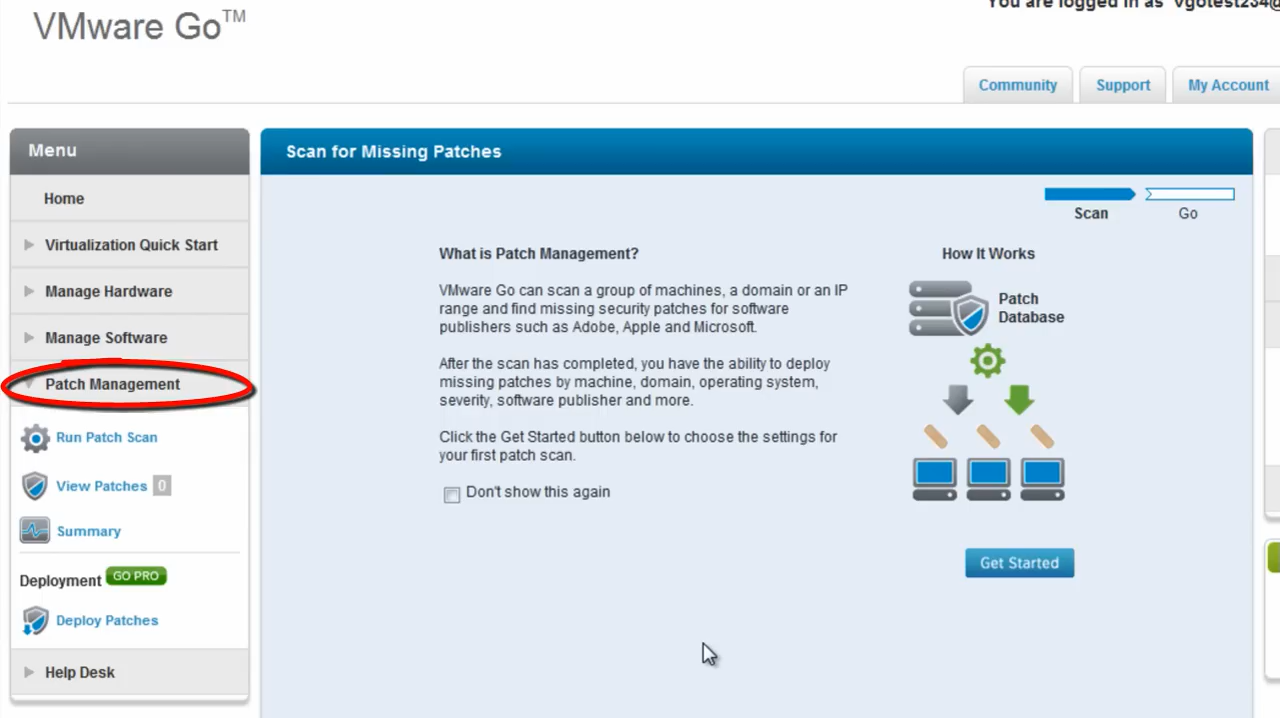 VMware Go™
You are logged in as vgotest234@
Community
Support
My Account
Menu
Home
Virtualization Quick Start
Manage Hardware
Manage Software
Patch Management
Run Patch Scan
View Patches 0
Summary
Deployment GO PRO
Deploy Patches
Help Desk
Scan for Missing Patches
Scan
Go
What is Patch Management?
VMware Go can scan a group of machines, a domain or an IP
range and find missing security patches for software
publishers such as Adobe, Apple and Microsoft.
After the scan has completed, you have the ability to deploy
missing patches by machine, domain, operating system,
severity, software publisher and more.
Click the Get Started button below to choose the settings for
your first patch scan.
Don't show this again
How It Works
Patch
Database
Get Started